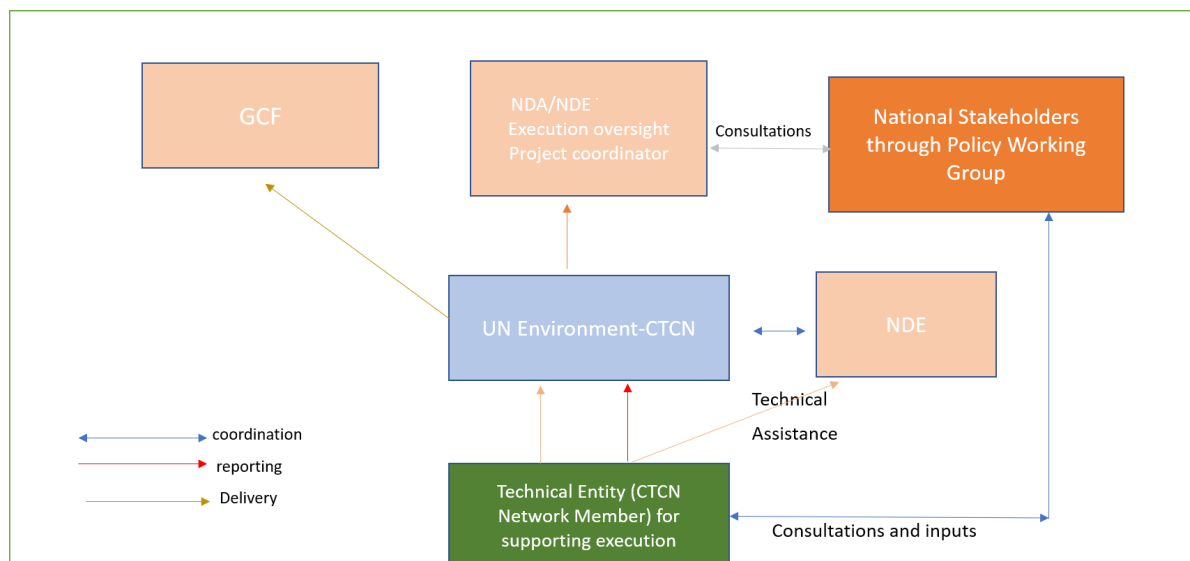 GCF
NDA/NDE
Execution oversight
Project coordinator
Consultations
National Stakeholders
through Policy Working
Group
UN Environment-CTCN
NDE
Technical
Assistance
coordination
reporting
Delivery
Technical Entity (CTCN
Network Member) for
supporting execution
Consultations and inputs